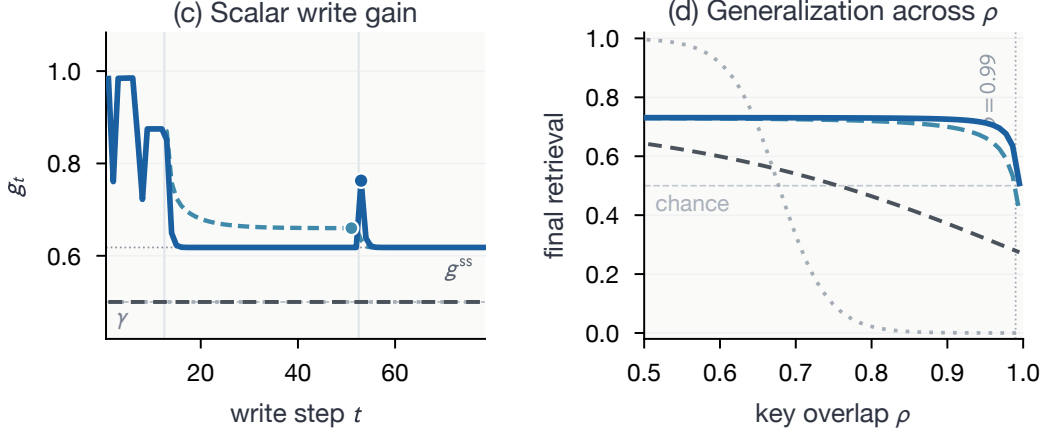 (c) Scalar write gain
1.0
0.8
0.6
g_t
g^ss
γ
20
40
60
write step t
(d) Generalization across ρ
1.0
0.8
0.6
0.4
0.2
0.0
final retrieval
= 0.99
chance
0.5
0.6
0.7
0.8
0.9
1.0
key overlap ρ